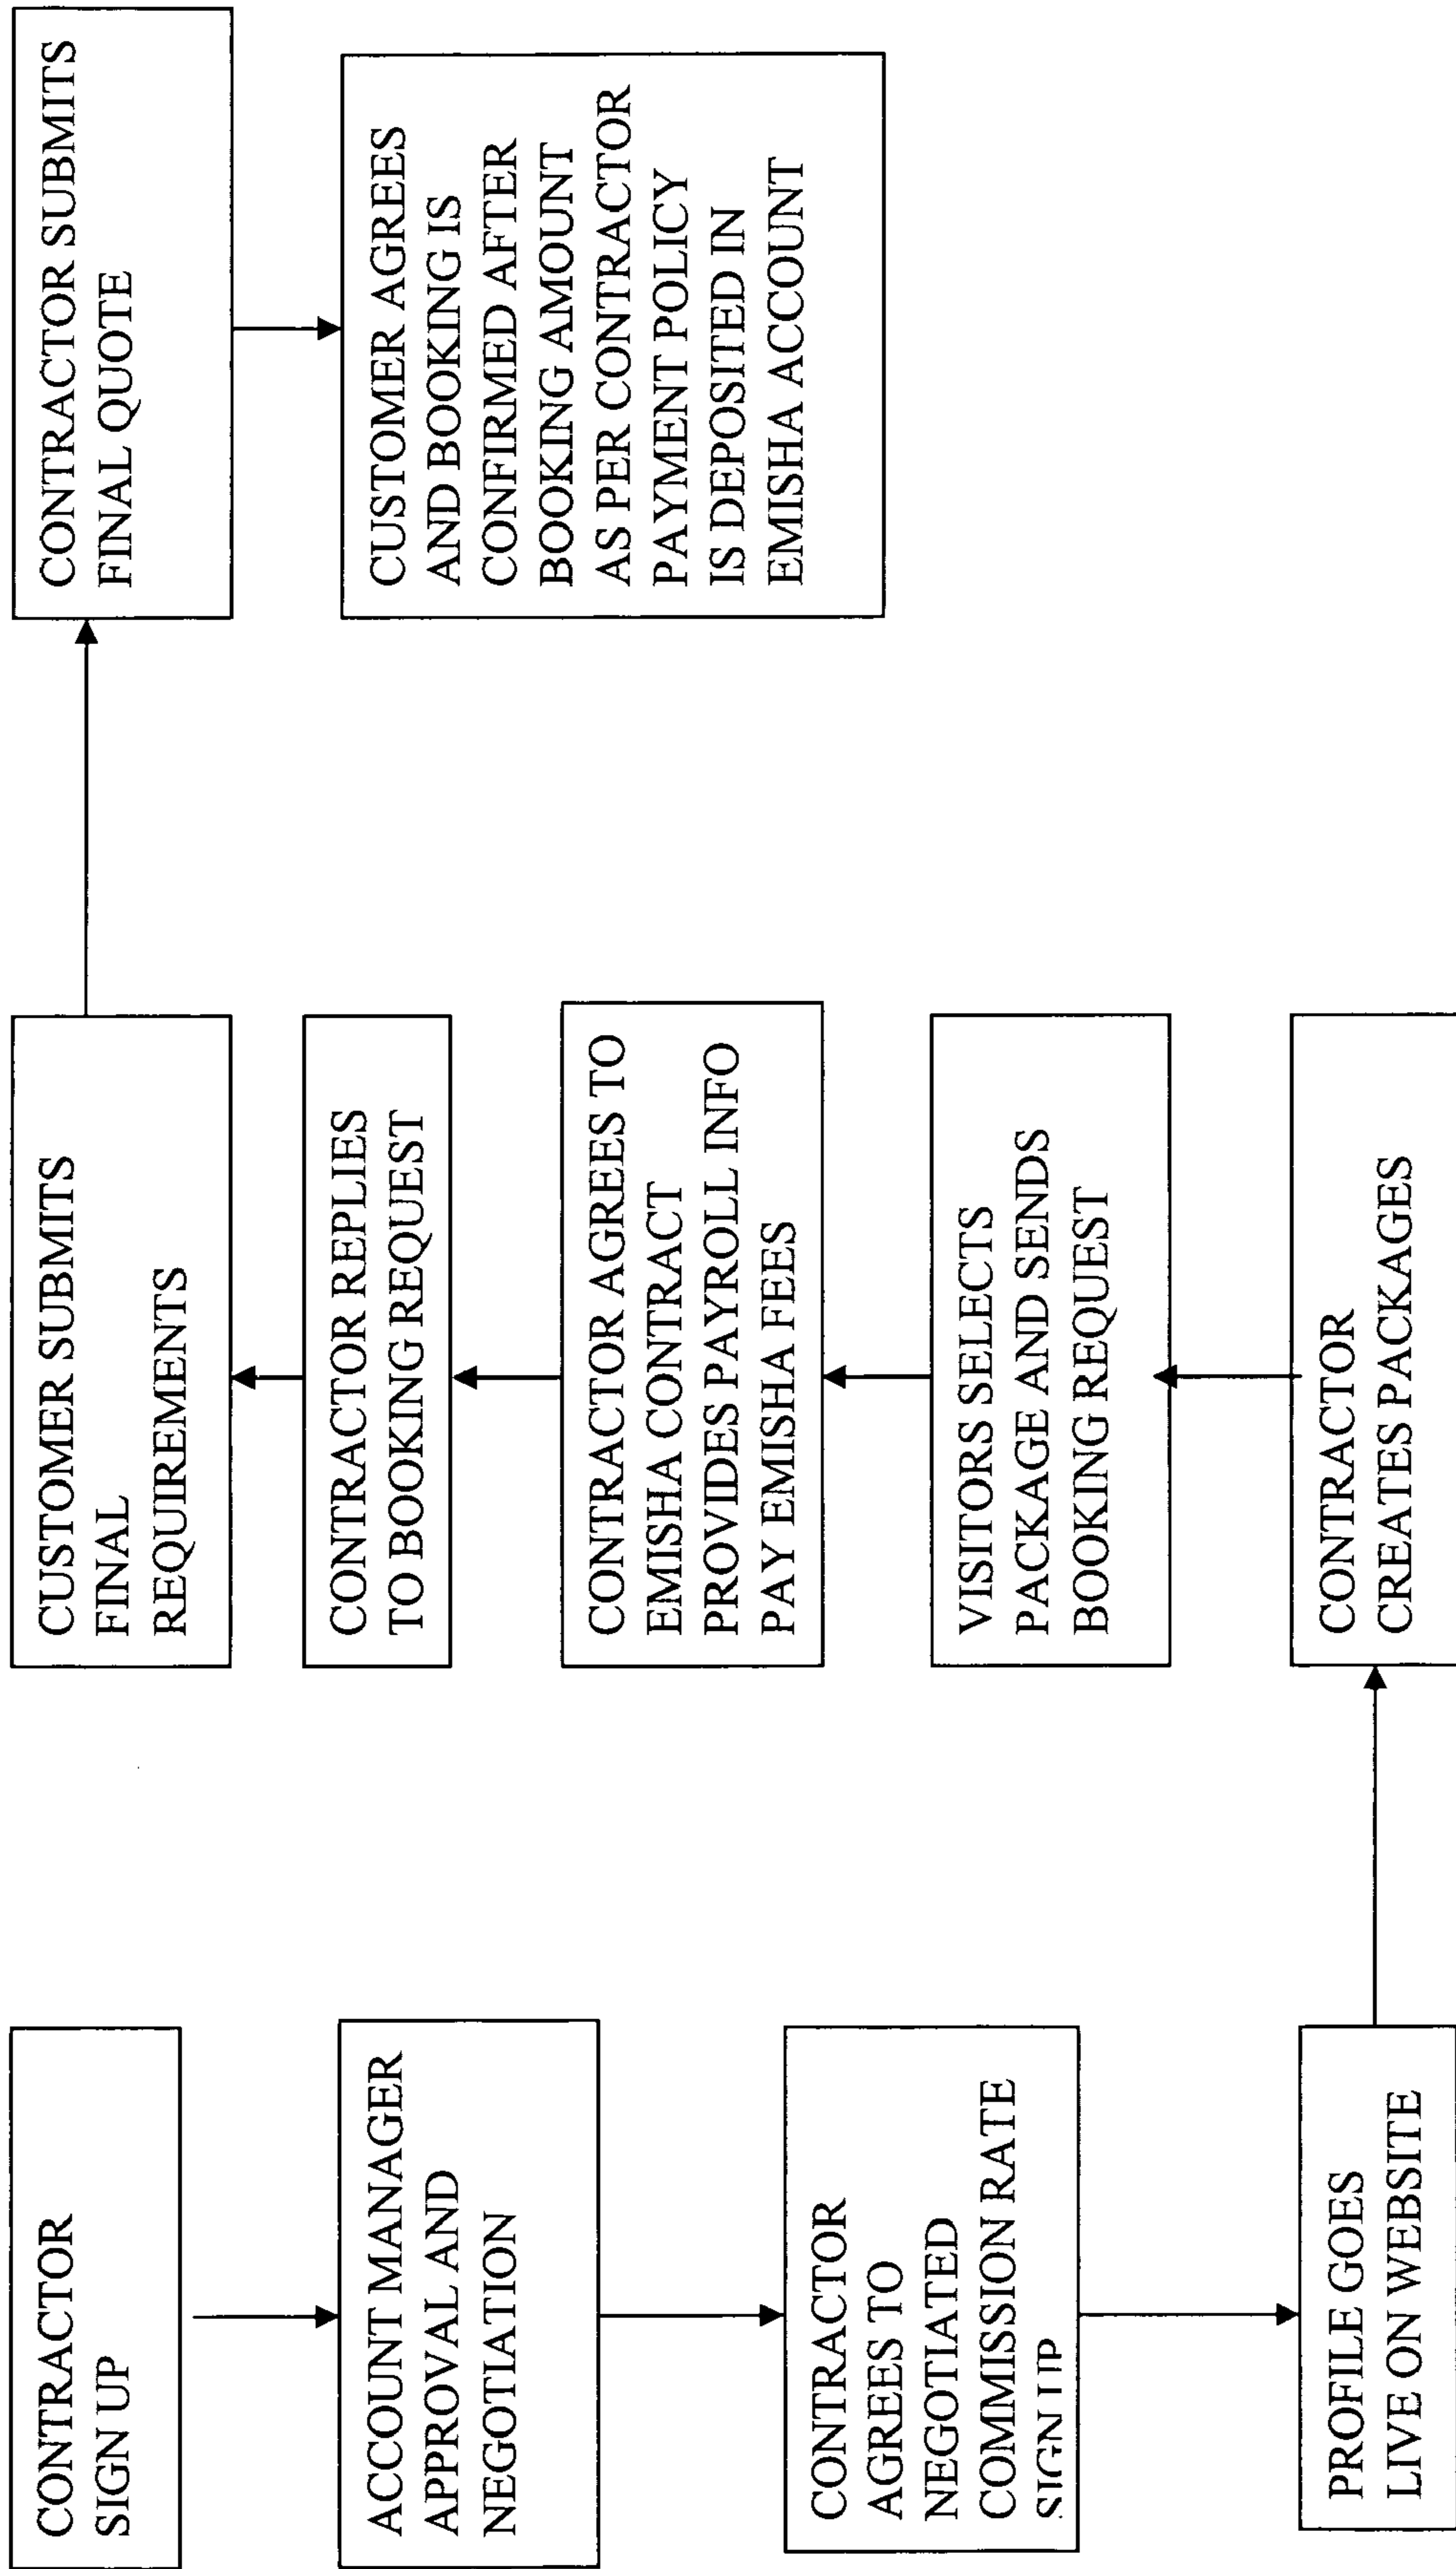 CONTRACTOR
SIGN UP
ACCOUNT MANAGER
APPROVAL AND
NEGOTIATION
CONTRACTOR
AGREES TO
NEGOTIATED
COMMISSION RATE
SIGN UP
PROFILE GOES
LIVE ON WEBSITE
CONTRACTOR
CREATES PACKAGES
VISITORS SELECTS
PACKAGE AND SENDS
BOOKING REQUEST
CONTRACTOR AGREES TO
EMISHA CONTRACT
PROVIDES PAYROLL INFO
PAY EMISHA FEES
CONTRACTOR REPLIES
TO BOOKING REQUEST
CUSTOMER SUBMITS
FINAL
REQUIREMENTS
CONTRACTOR SUBMITS
FINAL QUOTE
CUSTOMER AGREES
AND BOOKING IS
CONFIRMED AFTER
BOOKING AMOUNT
AS PER CONTRACTOR
PAYMENT POLICY
IS DEPOSITED IN
EMISHA ACCOUNT